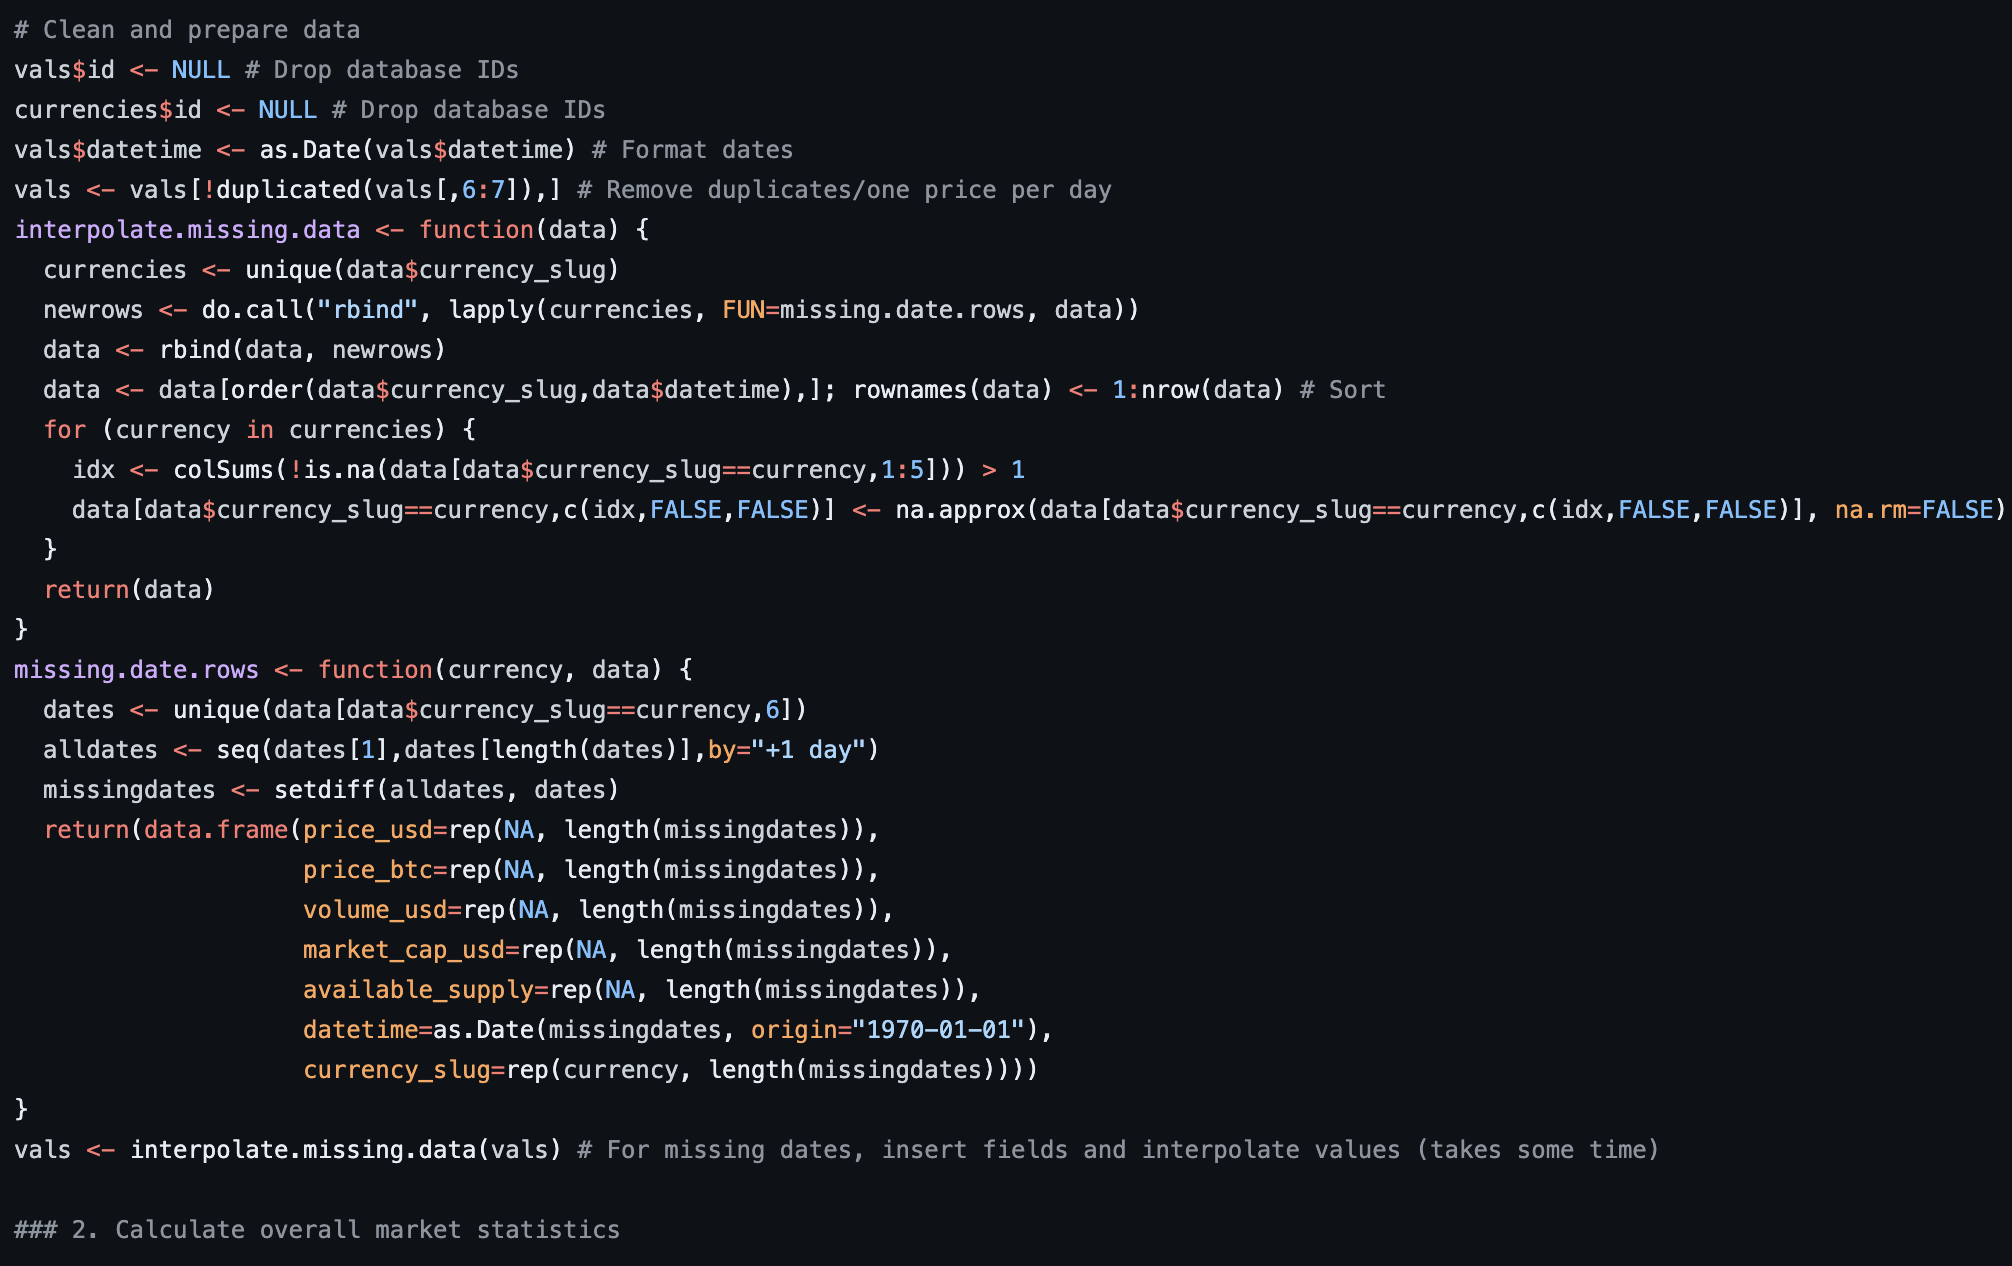 # Clean and prepare data
vals$id <- NULL # Drop database IDs
currencies$id <- NULL # Drop database IDs
vals$datetime <- as.Date(vals$datetime) # Format dates
vals <- vals[!duplicated(vals[,6:7]),] # Remove duplicates/one price per day
interpolate.missing.data <- function(data) {
  currencies <- unique(data$currency_slug)
  newrows <- do.call("rbind", lapply(currencies, FUN=missing.date.rows, data))
  data <- rbind(data, newrows)
  data <- data[order(data$currency_slug,data$datetime),]; rownames(data) <- 1:nrow(data) # Sort
  for (currency in currencies) {
    idx <- colSums(!is.na(data[data$currency_slug==currency,1:5])) > 1
    data[data$currency_slug==currency,c(idx,FALSE,FALSE)] <- na.approx(data[data$currency_slug==currency,c(idx,FALSE,FALSE)], na.rm=FALSE)
  }
  return(data)
}
missing.date.rows <- function(currency, data) {
  dates <- unique(data[data$currency_slug==currency,6])
  alldates <- seq(dates[1],dates[length(dates)],by="+1 day")
  missingdates <- setdiff(alldates, dates)
  return(data.frame(price_usd=rep(NA, length(missingdates)),
                    price_btc=rep(NA, length(missingdates)),
                    volume_usd=rep(NA, length(missingdates)),
                    market_cap_usd=rep(NA, length(missingdates)),
                    available_supply=rep(NA, length(missingdates)),
                    datetime=as.Date(missingdates, origin="1970-01-01"),
                    currency_slug=rep(currency, length(missingdates))))
}
vals <- interpolate.missing.data(vals) # For missing dates, insert fields and interpolate values (takes some time)

### 2. Calculate overall market statistics